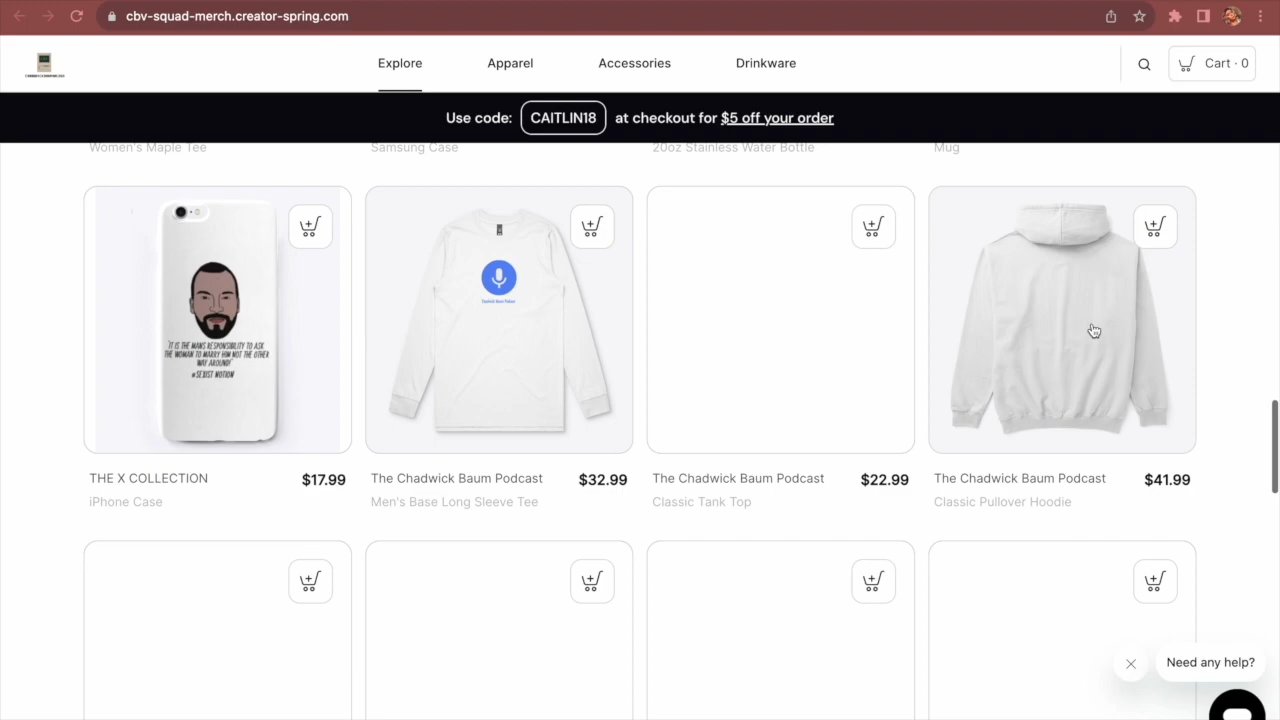 cbv-squad-merch.creator-spring.com
Explore
Apparel
Accessories
Drinkware
Cart · 0
Use code: CAITLIN18 at checkout for $5 off your order
Women's Maple Tee
Samsung Case
20oz Stainless Water Bottle
Mug
"IT IS THE MANS RESPONSIBILITY TO ASK
THE WOMAN TO MARRY HIM NOT THE OTHER
WAY AROUND!"
#SEXIST NOTION
The Chadwick Baum Podcast
THE X COLLECTION $17.99
iPhone Case
The Chadwick Baum Podcast $32.99
Men's Base Long Sleeve Tee
The Chadwick Baum Podcast $22.99
Classic Tank Top
The Chadwick Baum Podcast $41.99
Classic Pullover Hoodie
Need any help?